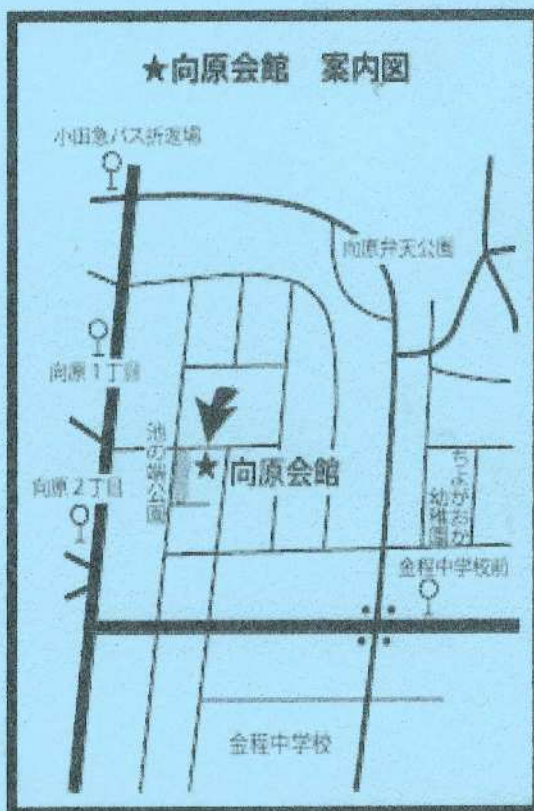 ★向原会館　案内図
小田急バス折返場
向原弁天公園
向原1丁目
池の端公園
★向原会館
向原2丁目
ちよがおか
幼稚園
金程中学校前
金程中学校